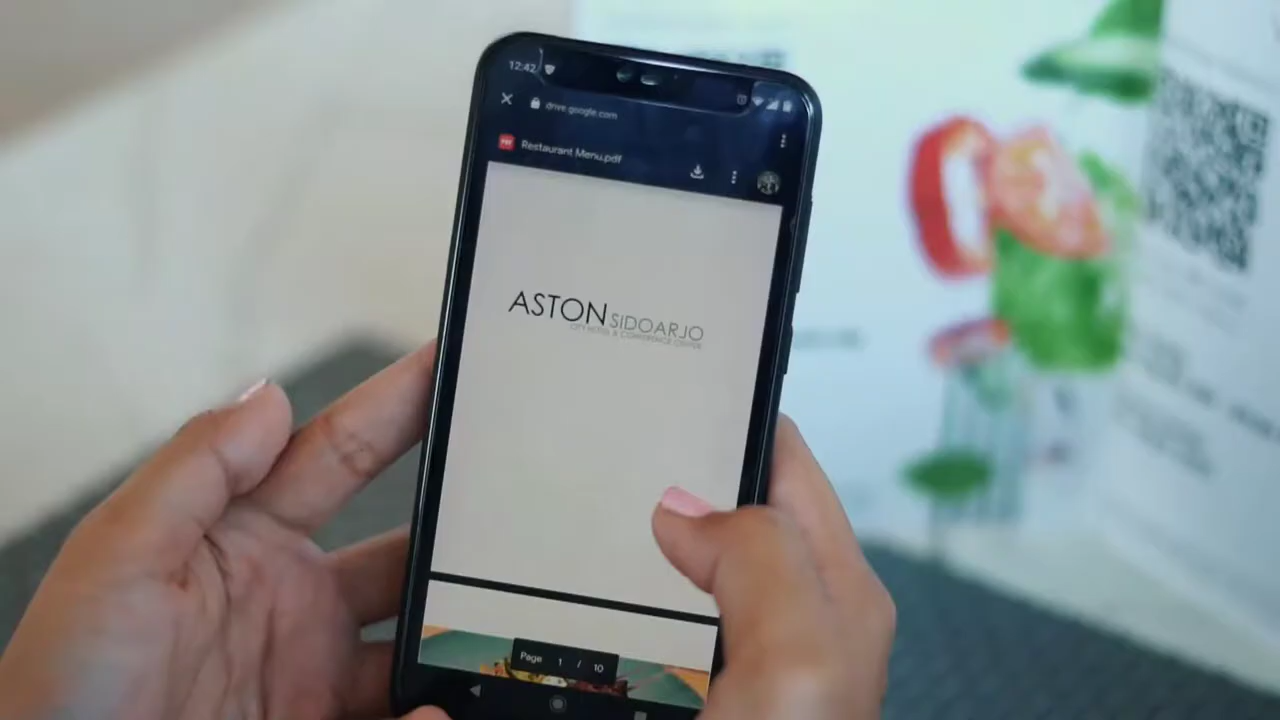 12:42
drive.google.com
Restaurant Menu.pdf
ASTON SIDOARJO
CITY HOTEL & CONFERENCE CENTER
Page 1 / 10